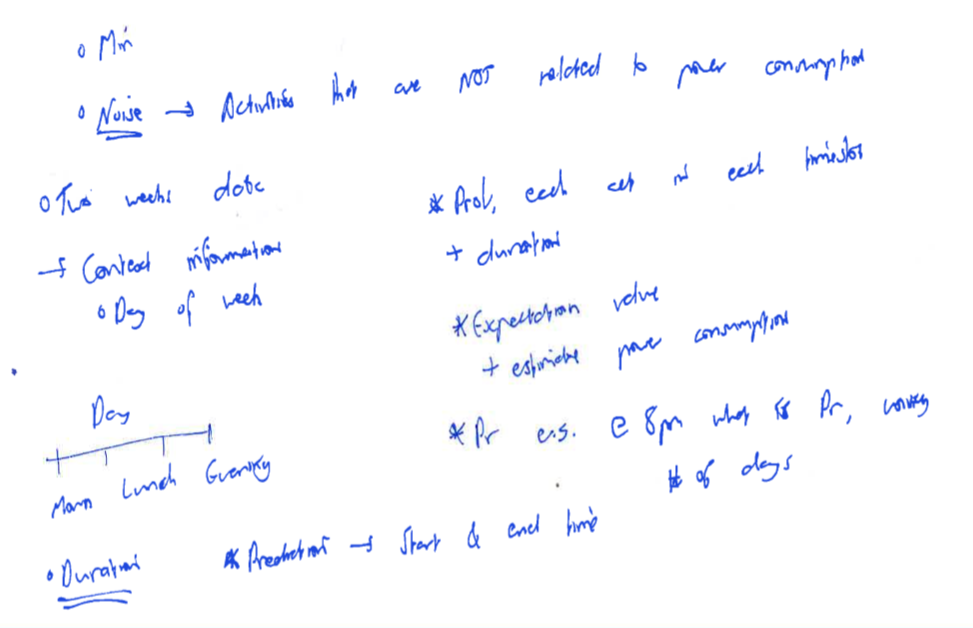 o Min
o Noise → Activities that are NOT related to power consumption
o Two weeks data
→ Context information
o Day of week
* Prob, each act in each timeslot
+ duration
* Expectation value
+ estimate power consumption
Day
Morn Lunch Evening
* Pr e.g. @ 8pm what is Pr,
# of days
• Duration
* Prediction → Start & end time